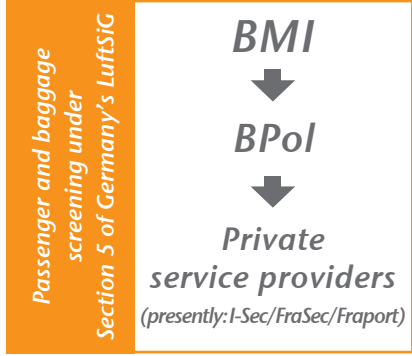 Passenger and baggage
screening under
Section 5 of Germany's LuftSiG
BMI
BPol
Private
service providers
(presently: I-Sec/FraSec/Fraport)